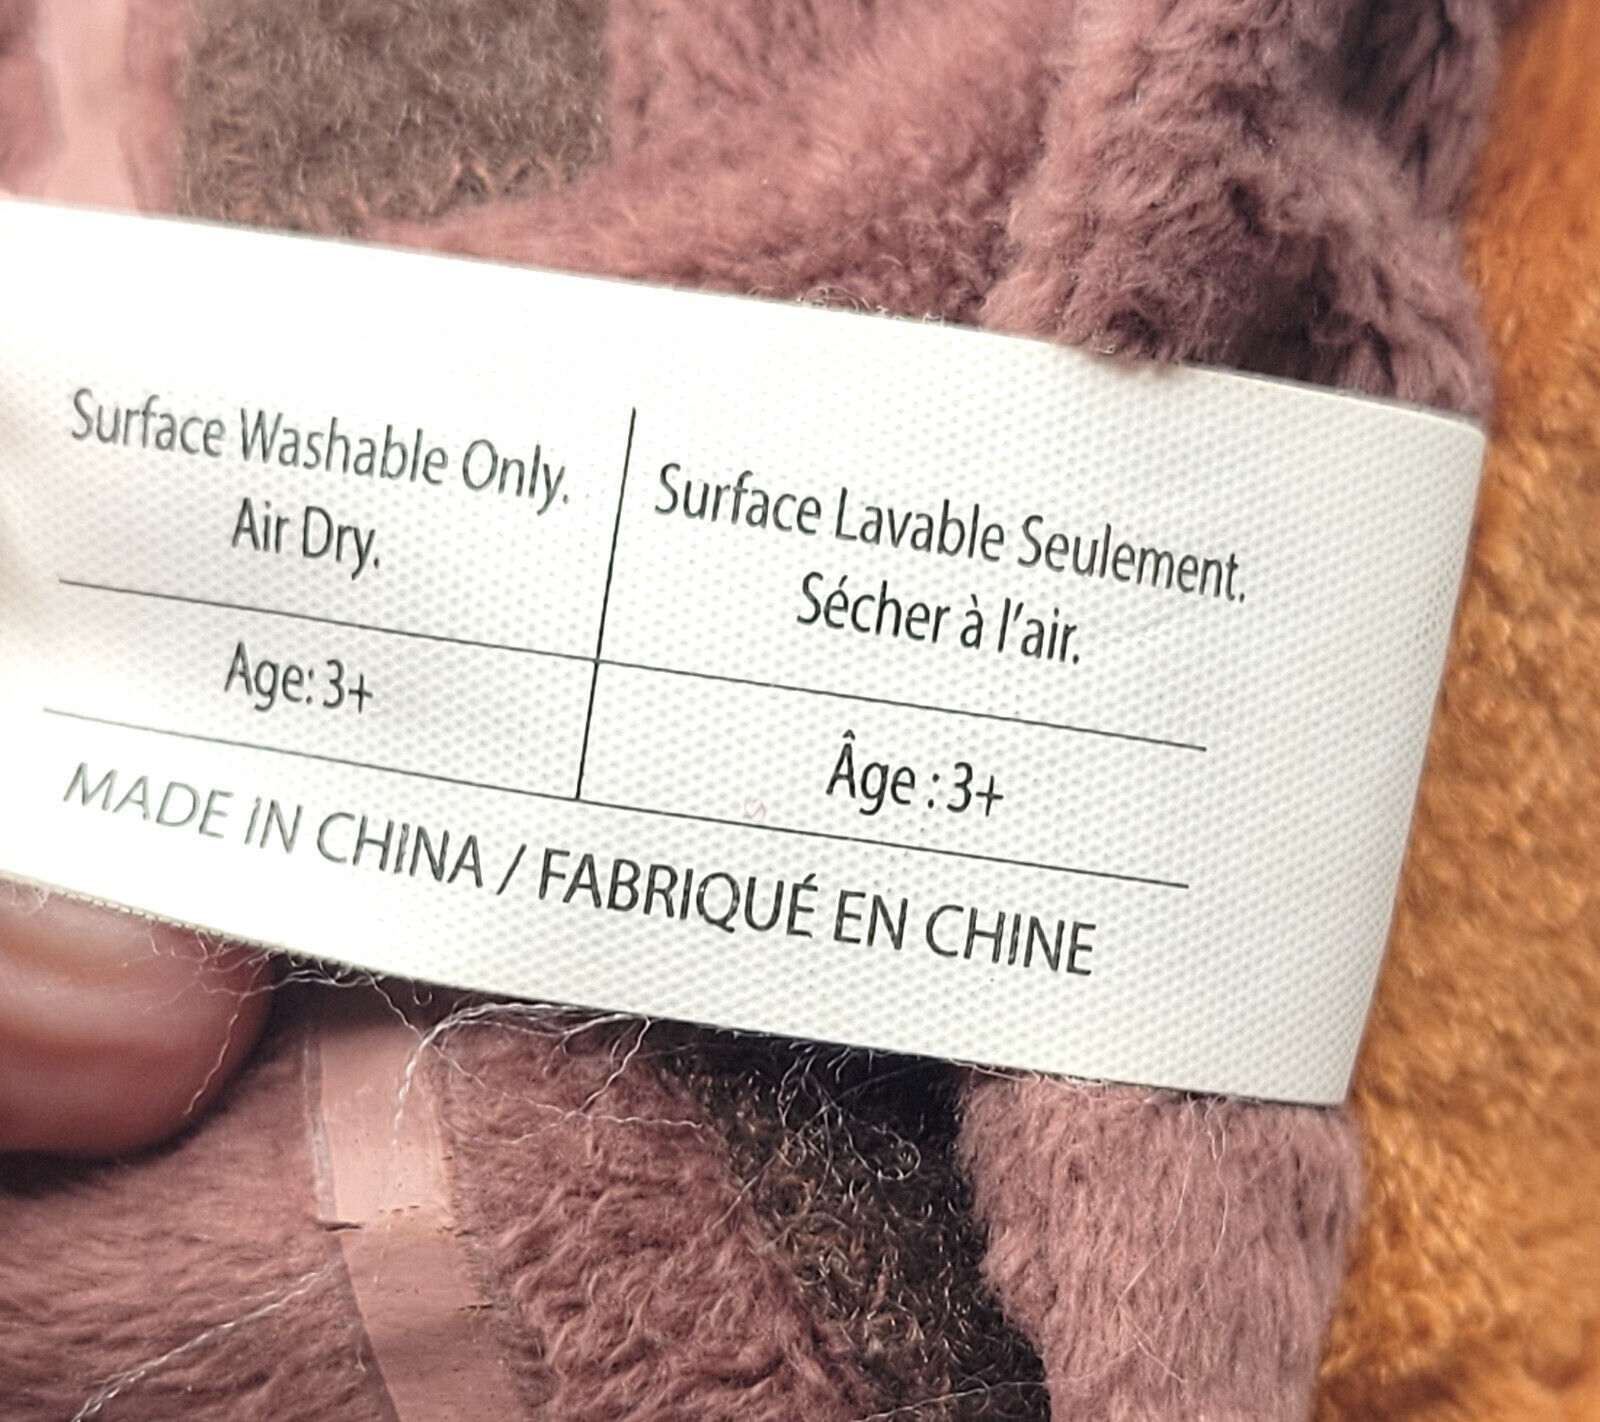 Surface Washable Only.
Air Dry.
Age: 3+
Surface Lavable Seulement.
Sécher à l'air.
Âge : 3+
MADE IN CHINA / FABRIQUÉ EN CHINE